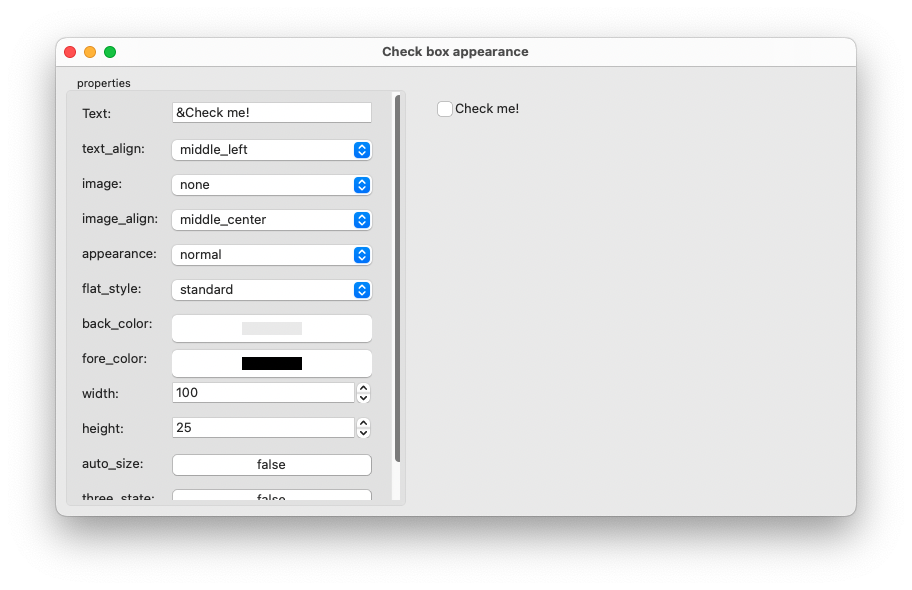 Check box appearance
properties
Text: &Check me!
Check me!
text_align: middle_left
image: none
image_align: middle_center
appearance: normal
flat_style: standard
back_color:
fore_color:
width: 100
height: 25
auto_size: false
three_state: false